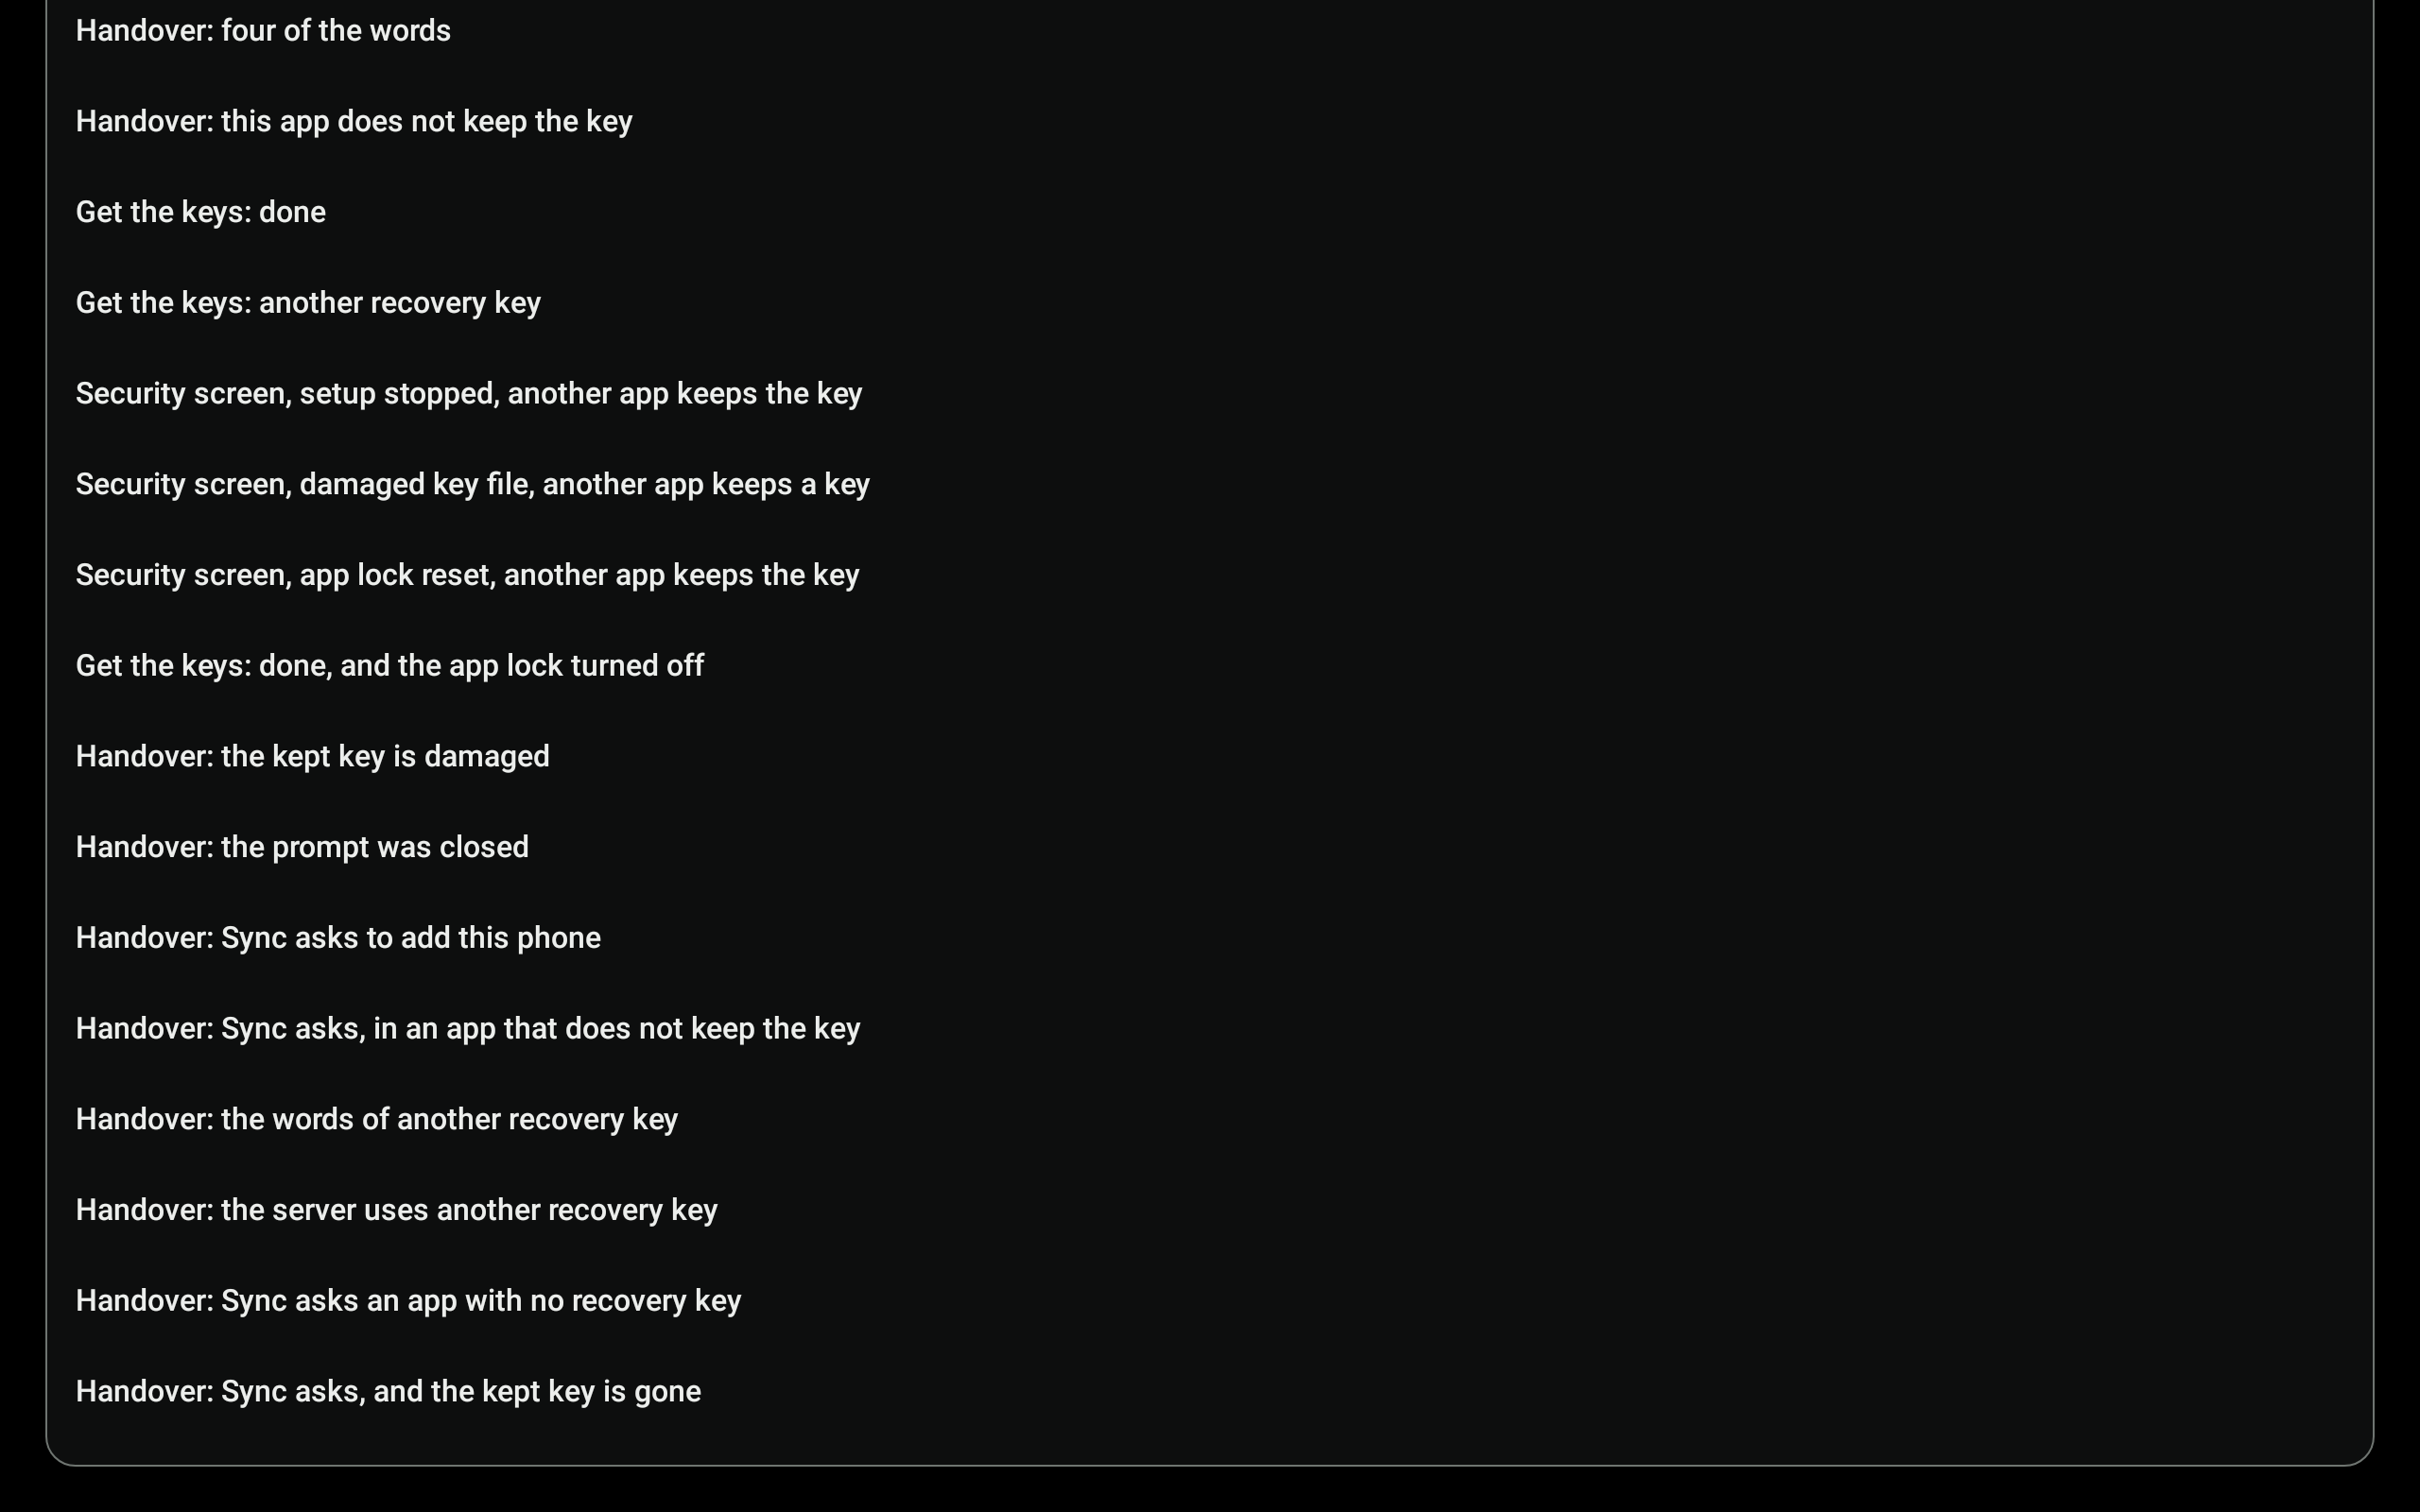 Handover: four of the words
Handover: this app does not keep the key
Get the keys: done
Get the keys: another recovery key
Security screen, setup stopped, another app keeps the key
Security screen, damaged key file, another app keeps a key
Security screen, app lock reset, another app keeps the key
Get the keys: done, and the app lock turned off
Handover: the kept key is damaged
Handover: the prompt was closed
Handover: Sync asks to add this phone
Handover: Sync asks, in an app that does not keep the key
Handover: the words of another recovery key
Handover: the server uses another recovery key
Handover: Sync asks an app with no recovery key
Handover: Sync asks, and the kept key is gone